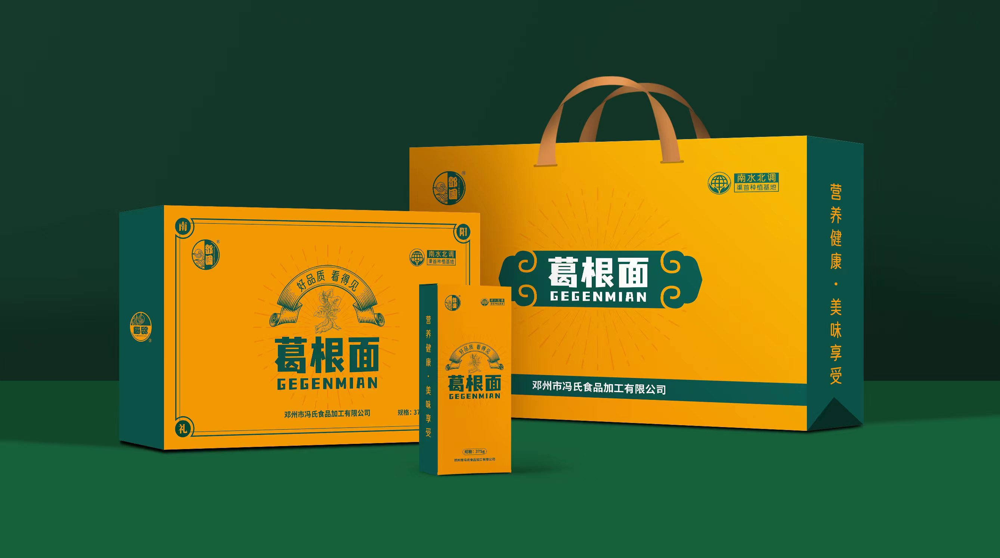 南
阳
鄧國
®
南水北调
渠首种植基地
好品质 看得见
葛根面
GEGENMIAN
邓州市冯氏食品加工有限公司
规格：37
礼
鄧國
®
鄧國
®
南水北调
渠首种植基地
葛根面
GEGENMIAN
邓州市冯氏食品加工有限公司
营养健康·美味享受
鄧國
南水北调
渠首种植基地
好品质 看得见
葛根面
GEGENMIAN
规格：375g
邓州市冯氏食品加工有限公司
营养健康·美味享受